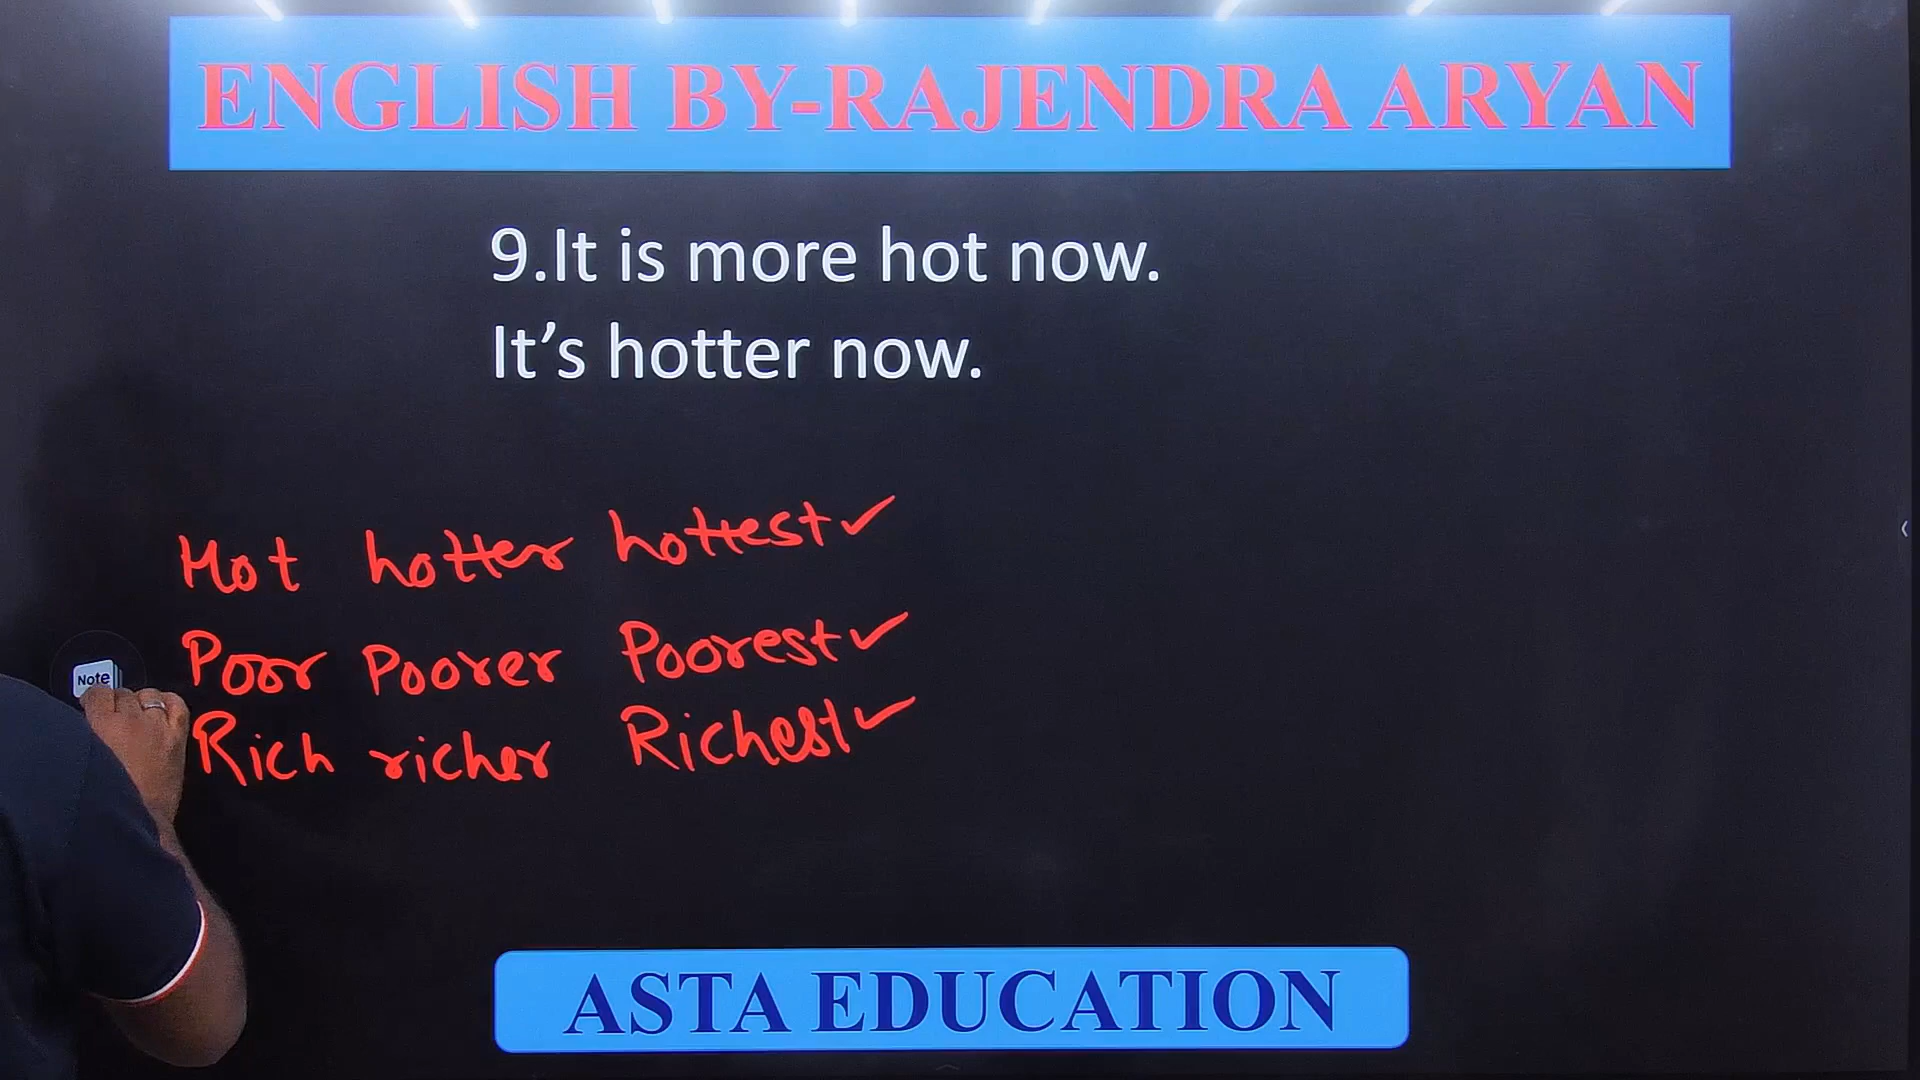 ENGLISH BY-RAJENDRA ARYAN
9.It is more hot now.
It’s hotter now.
Hot hotter hottest✓
Poor Poorer Poorest✓
Note
Rich richer Richest✓
ASTA EDUCATION